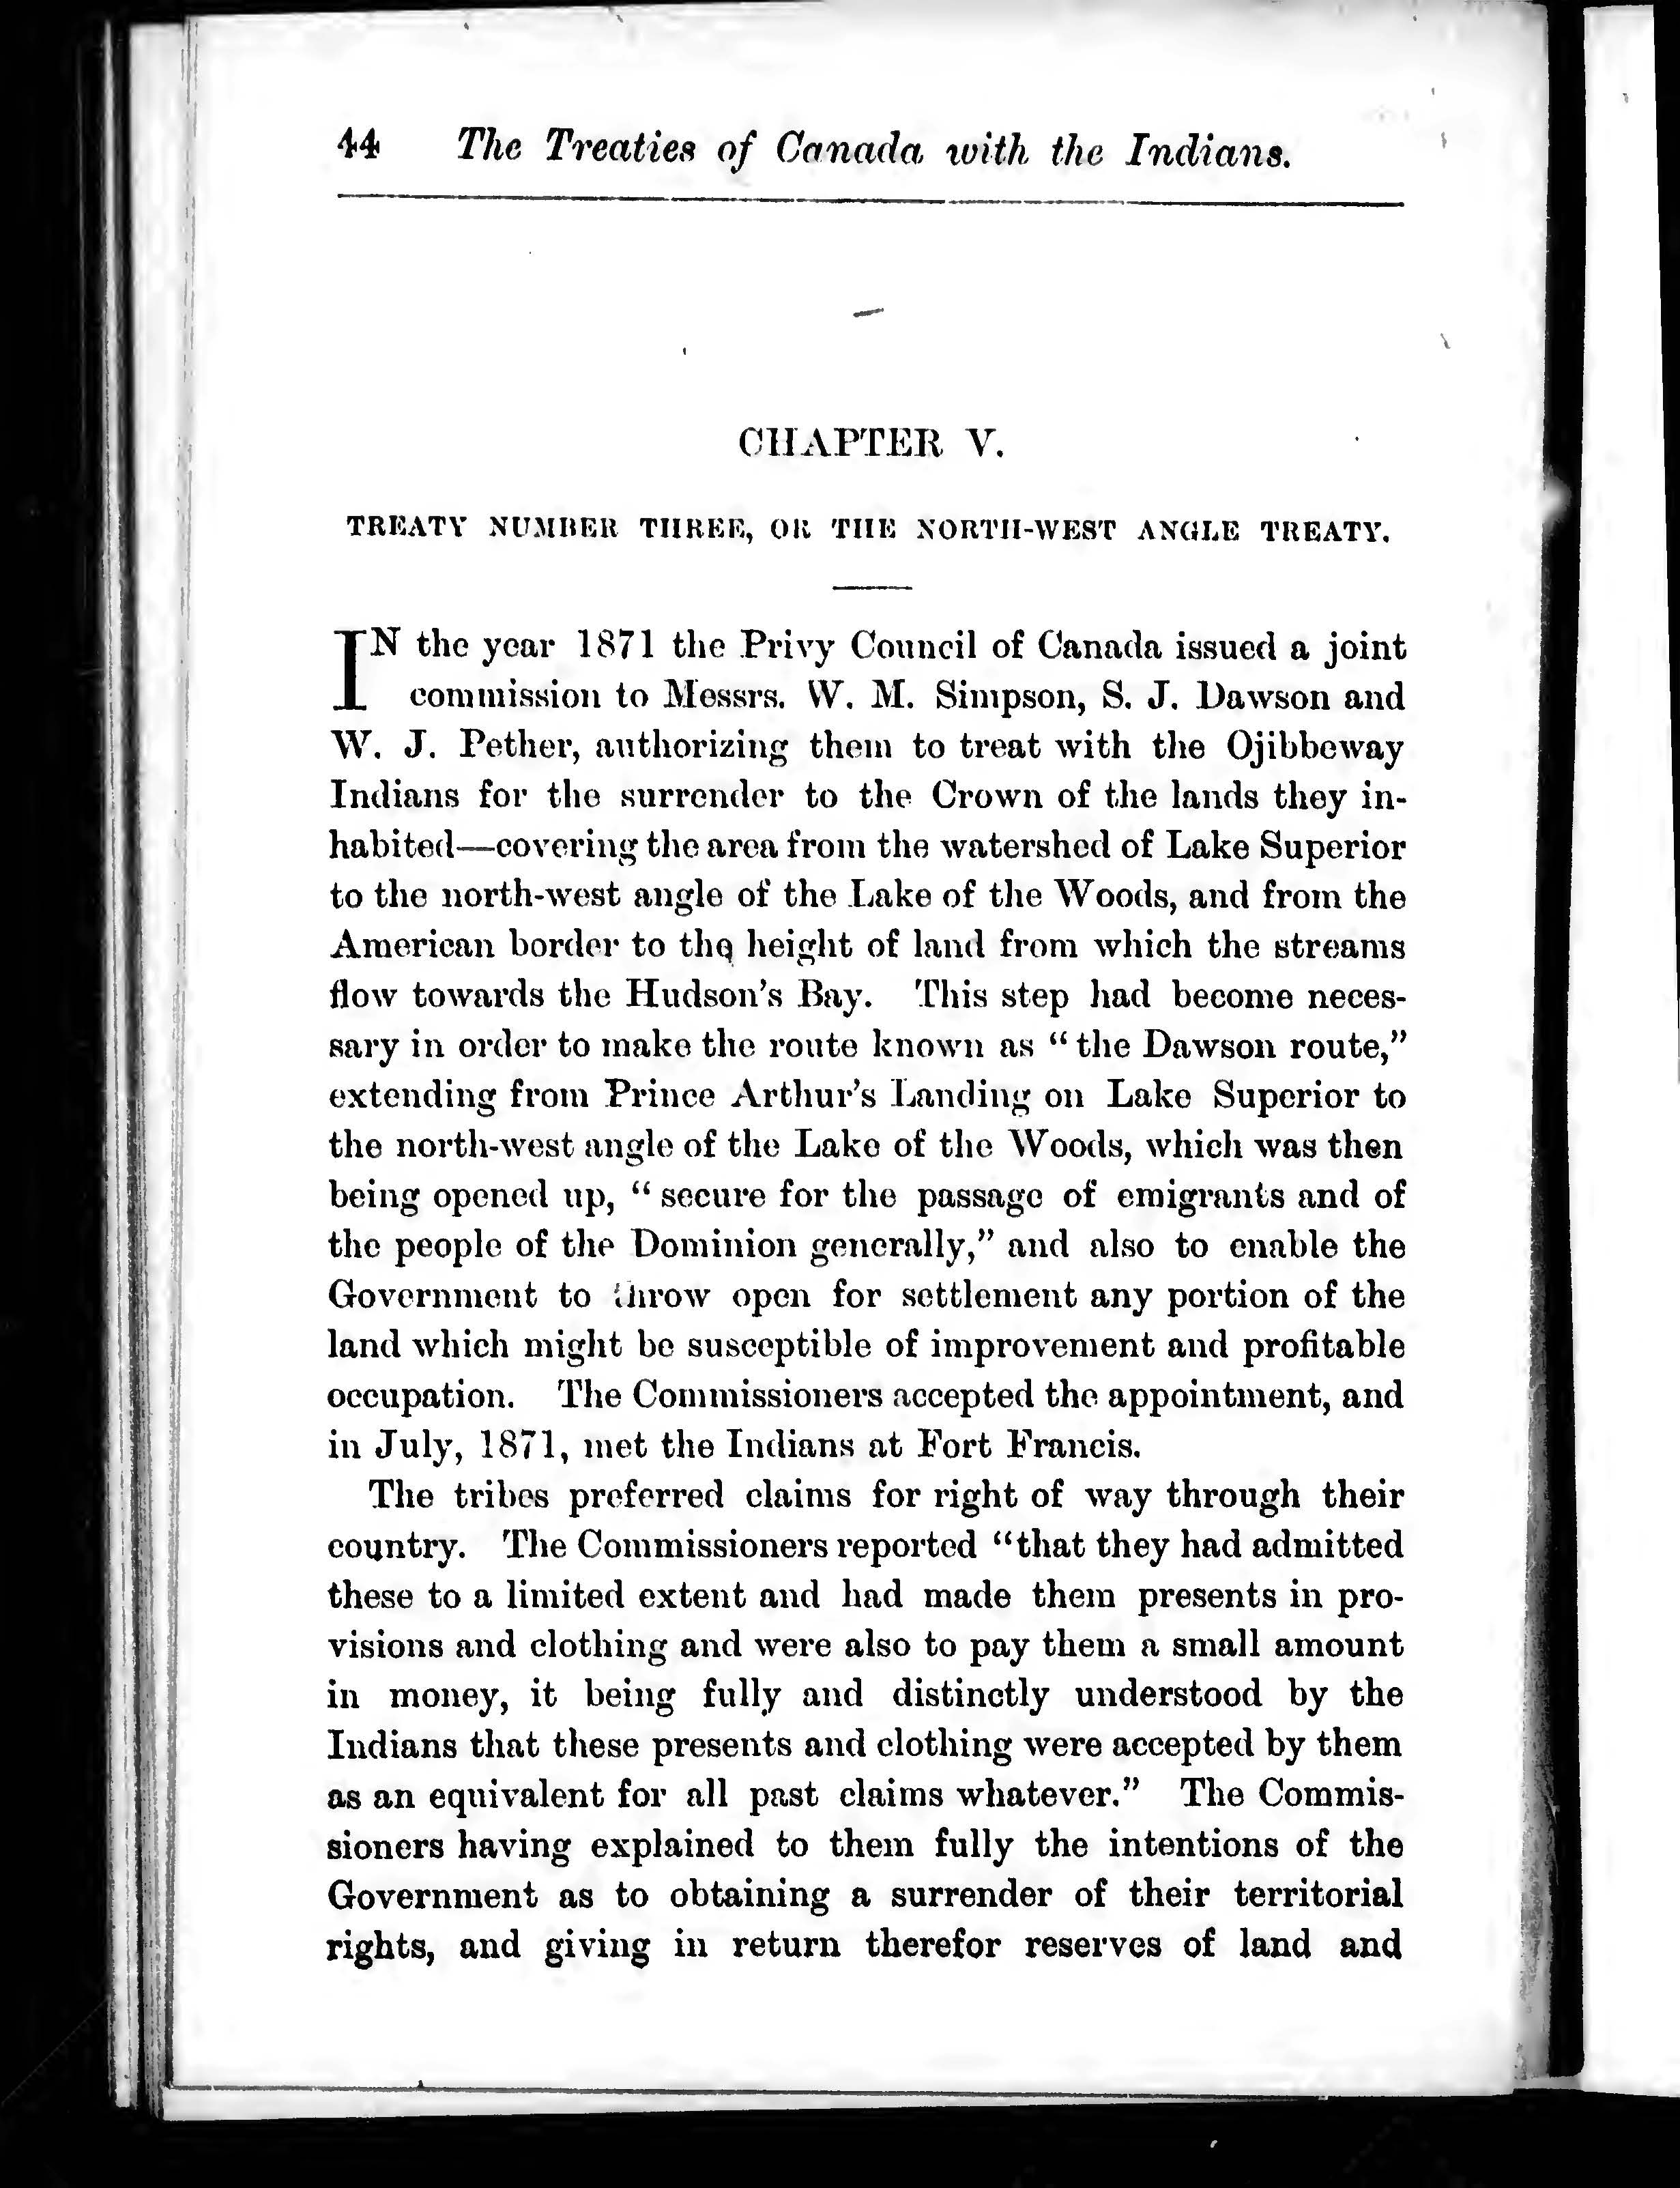 44 The Treaties of Canada with the Indians.
CHAPTER V.
TREATY NUMBER THREE, OR THE NORTH-WEST ANGLE TREATY.
IN the year 1871 the Privy Council of Canada issued a joint
commission to Messrs. W. M. Simpson, S. J. Dawson and
W. J. Pether, authorizing them to treat with the Ojibbeway
Indians for the surrender to the Crown of the lands they in-
habited—covering the area from the watershed of Lake Superior
to the north-west angle of the Lake of the Woods, and from the
American border to the height of land from which the streams
flow towards the Hudson's Bay. This step had become neces-
sary in order to make the route known as "the Dawson route,"
extending from Prince Arthur's Landing on Lake Superior to
the north-west angle of the Lake of the Woods, which was then
being opened up, "secure for the passage of emigrants and of
the people of the Dominion generally," and also to enable the
Government to throw open for settlement any portion of the
land which might be susceptible of improvement and profitable
occupation. The Commissioners accepted the appointment, and
in July, 1871, met the Indians at Fort Francis.
The tribes preferred claims for right of way through their
country. The Commissioners reported "that they had admitted
these to a limited extent and had made them presents in pro-
visions and clothing and were also to pay them a small amount
in money, it being fully and distinctly understood by the
Indians that these presents and clothing were accepted by them
as an equivalent for all past claims whatever." The Commis-
sioners having explained to them fully the intentions of the
Government as to obtaining a surrender of their territorial
rights, and giving in return therefor reserves of land and